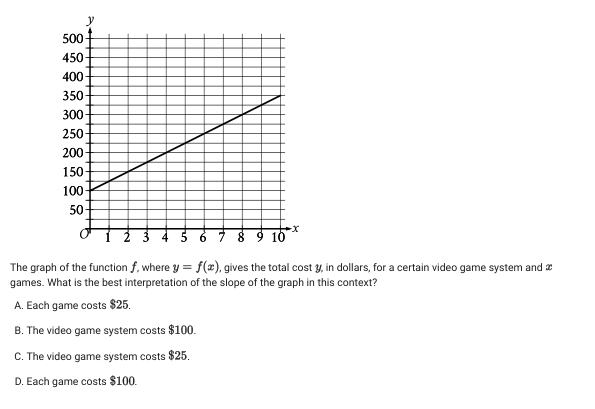 y
500
450
400
350
300
250
200
150
100
50
O 1 2 3 4 5 6 7 8 9 10 x
The graph of the function f, where y = f(x), gives the total cost y, in dollars, for a certain video game system and x
games. What is the best interpretation of the slope of the graph in this context?
A. Each game costs $25.
B. The video game system costs $100.
C. The video game system costs $25.
D. Each game costs $100.